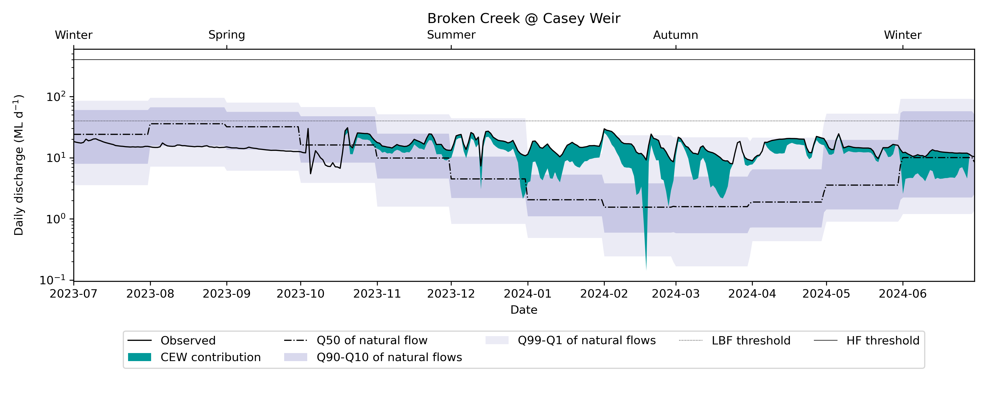 Broken Creek @ Casey Weir
Winter Spring Summer Autumn Winter
Daily discharge (ML d⁻¹)
10²
10¹
10⁰
10⁻¹
2023-07 2023-08 2023-09 2023-10 2023-11 2023-12 2024-01 2024-02 2024-03 2024-04 2024-05 2024-06
Date
Observed Q50 of natural flow Q99-Q1 of natural flows LBF threshold HF threshold
CEW contribution Q90-Q10 of natural flows